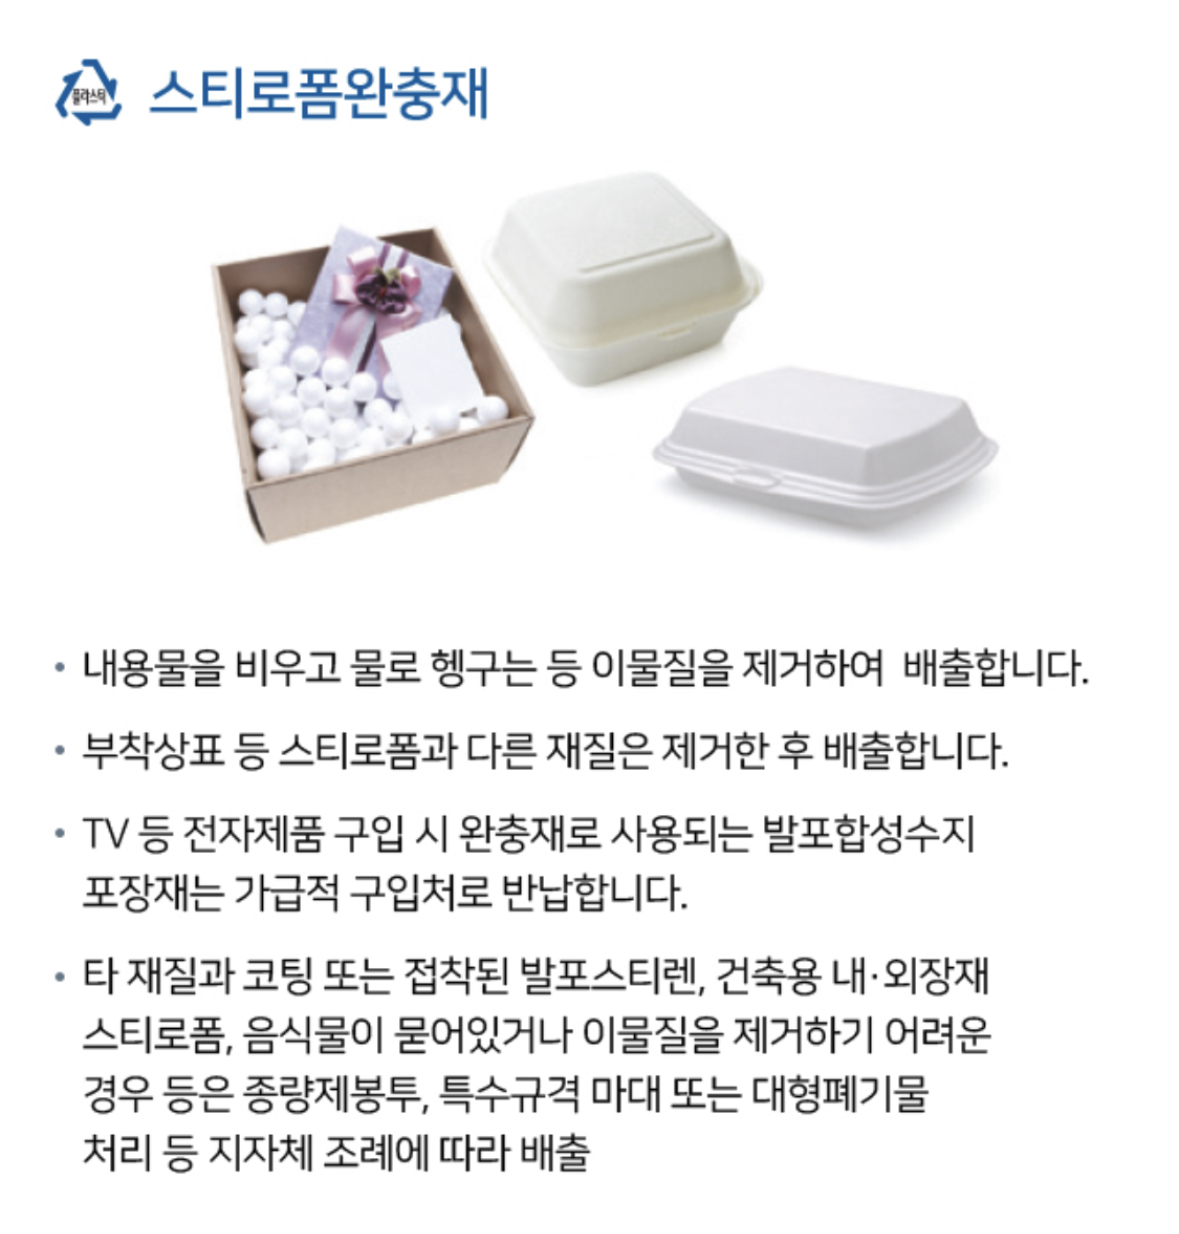 플라스틱
스티로폼완충재
• 내용물을 비우고 물로 헹구는 등 이물질을 제거하여 배출합니다.
• 부착상표 등 스티로폼과 다른 재질은 제거한 후 배출합니다.
• TV 등 전자제품 구입 시 완충재로 사용되는 발포합성수지
포장재는 가급적 구입처로 반납합니다.
• 타 재질과 코팅 또는 접착된 발포스티렌, 건축용 내·외장재
스티로폼, 음식물이 묻어있거나 이물질을 제거하기 어려운
경우 등은 종량제봉투, 특수규격 마대 또는 대형폐기물
처리 등 지자체 조례에 따라 배출